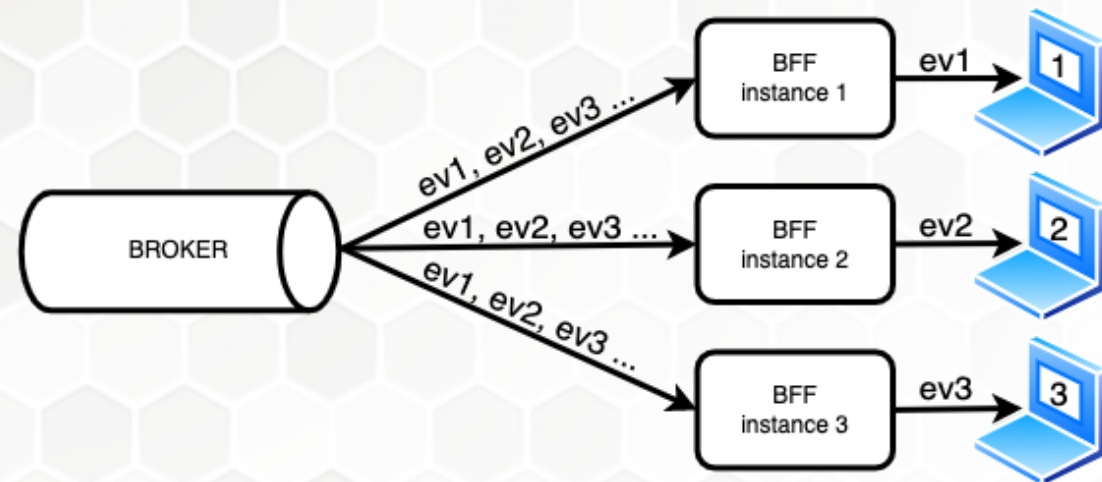 BROKER
ev1, ev2, ev3 ...
ev1, ev2, ev3 ...
ev1, ev2, ev3 ...
BFF
instance 1
ev1
1
BFF
instance 2
ev2
2
BFF
instance 3
ev3
3